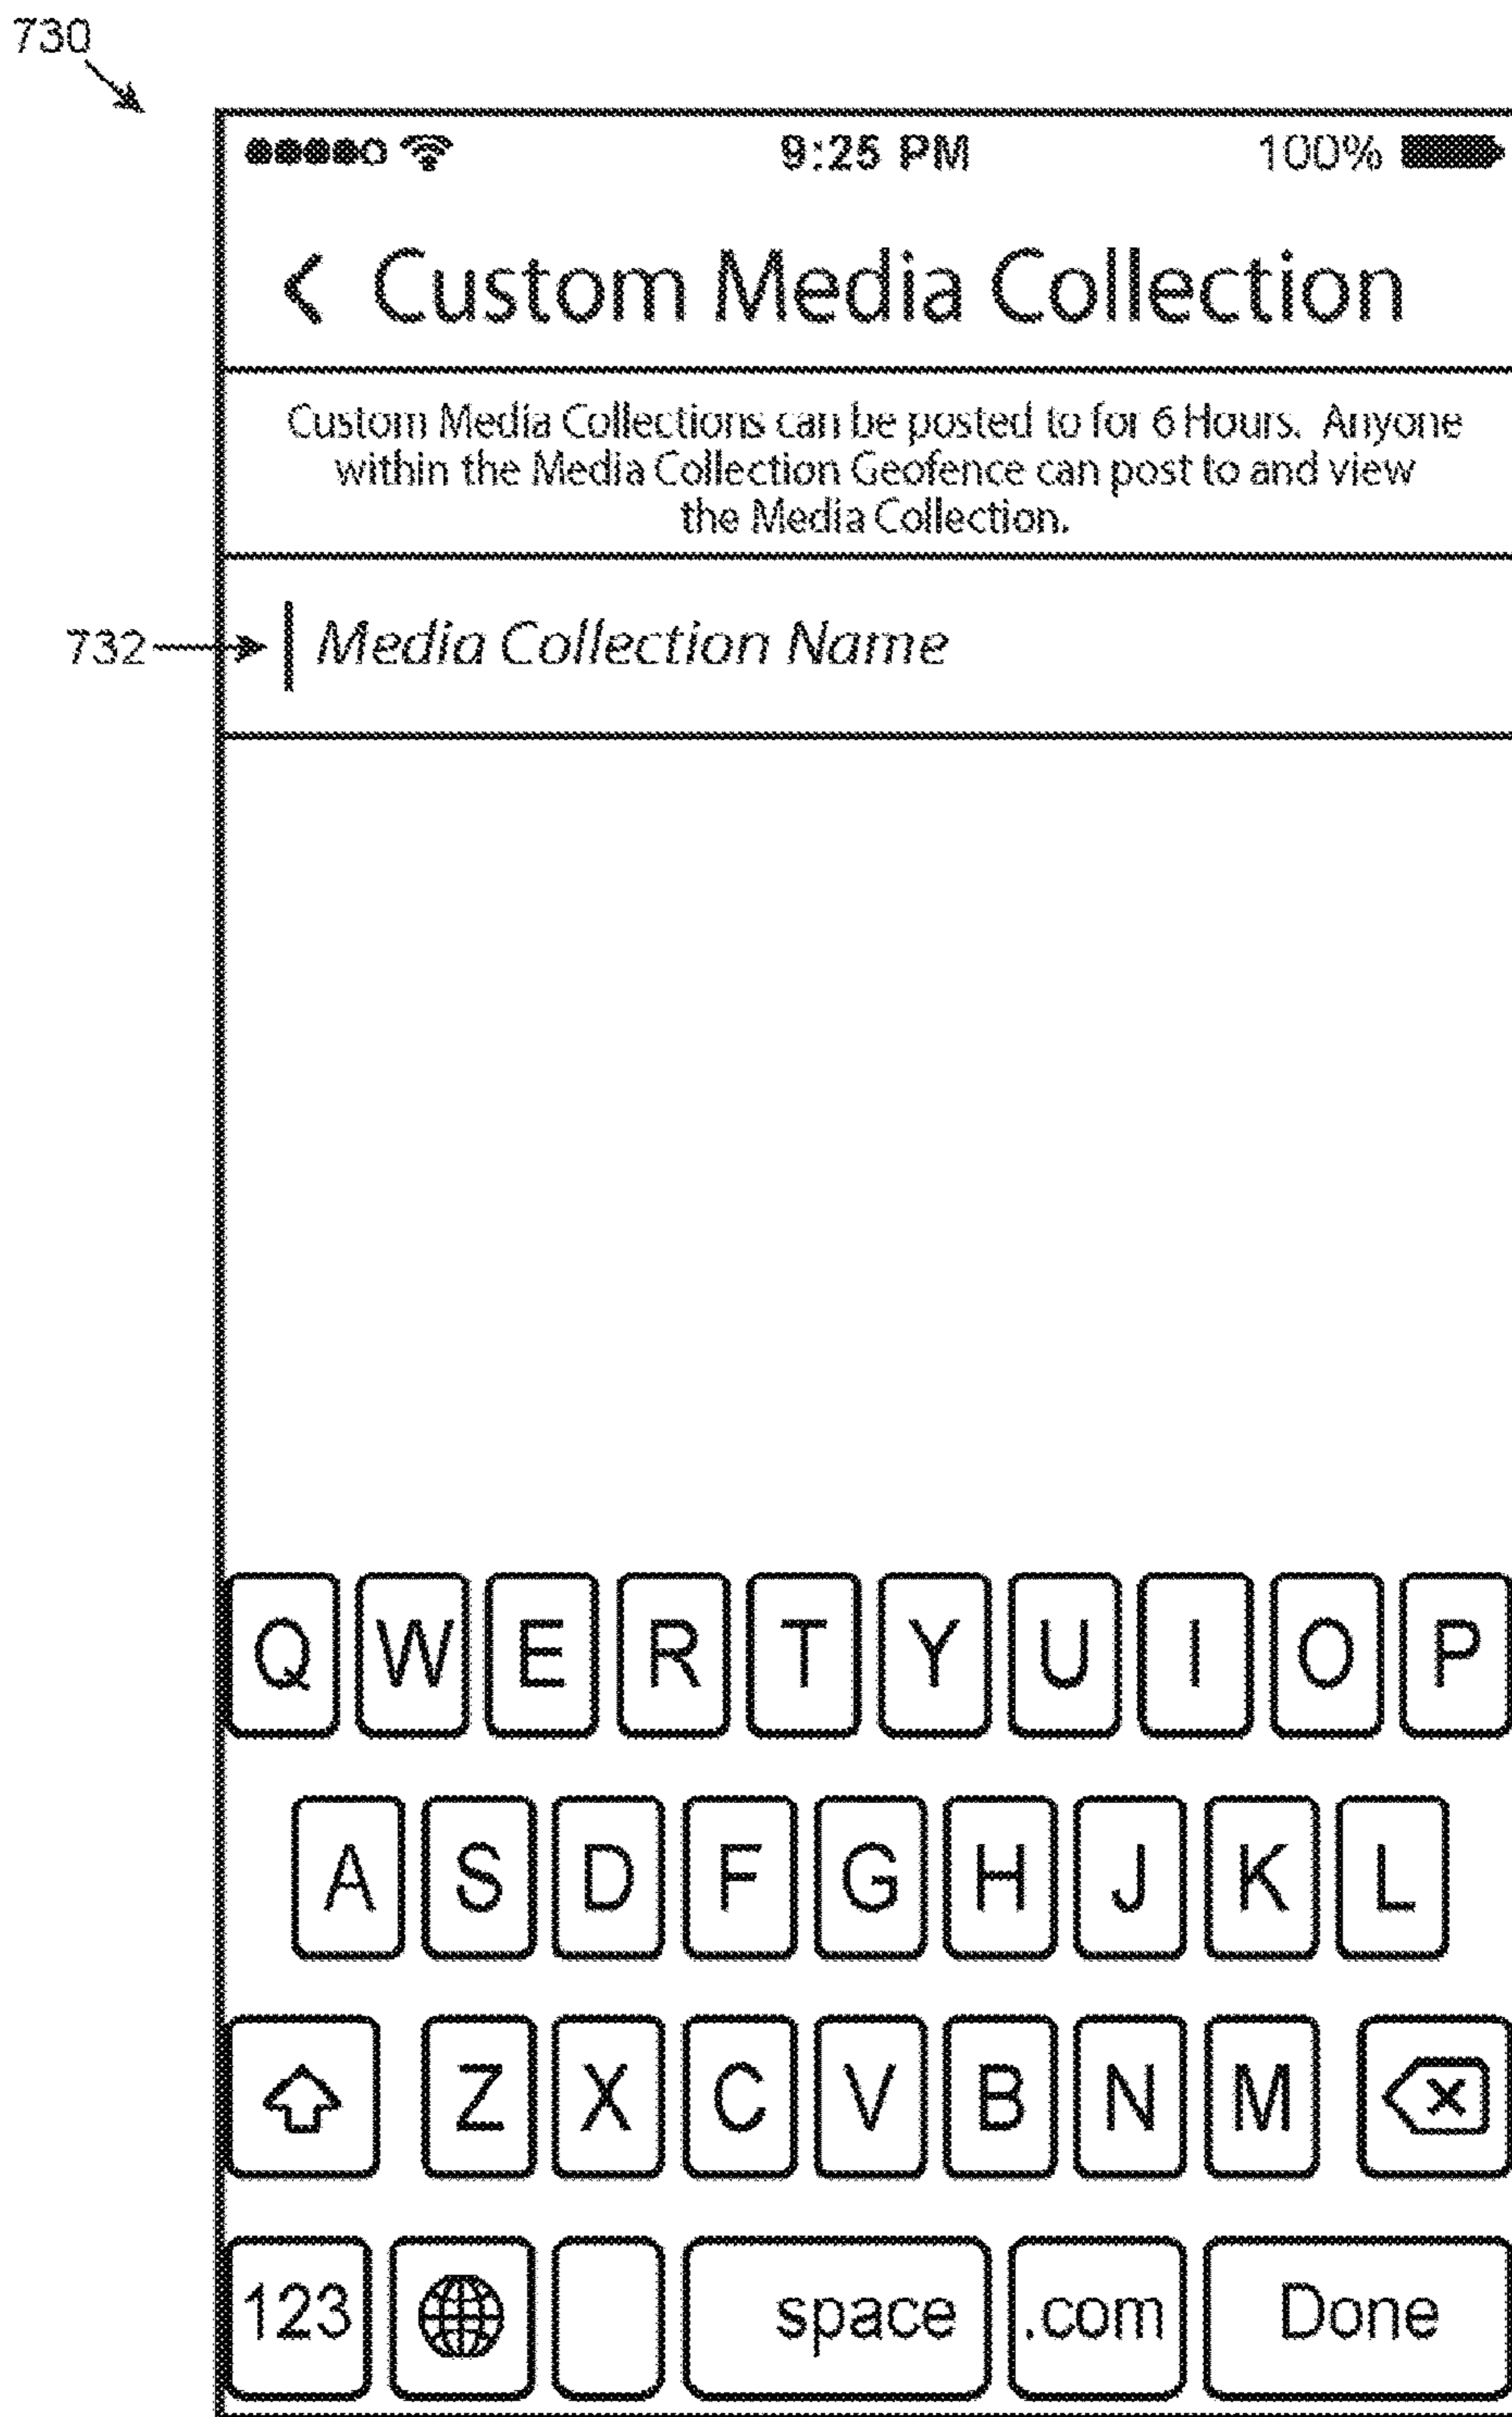 730
9:25 PM 100%
< Custom Media Collection
Custom Media Collections can be posted to for 6 Hours. Anyone
within the Media Collection Geofence can post to and view
the Media Collection.
732 Media Collection Name
Q W E R T Y U I O P
A S D F G H J K L
Z X C V B N M
123 space .com Done